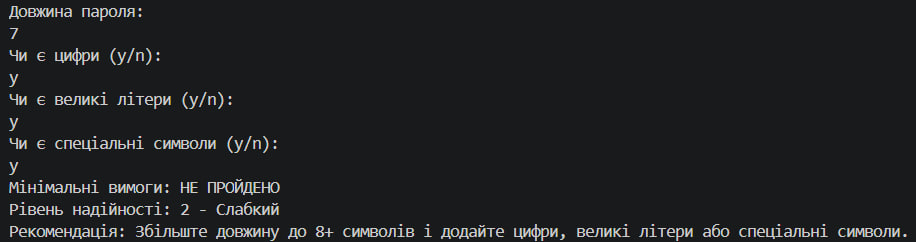 Довжина пароля:
7
Чи є цифри (y/n):
y
Чи є великі літери (y/n):
y
Чи є спеціальні символи (y/n):
y
Мінімальні вимоги: НЕ ПРОЙДЕНО
Рівень надійності: 2 - Слабкий
Рекомендація: Збільште довжину до 8+ символів і додайте цифри, великі літери або спеціальні символи.